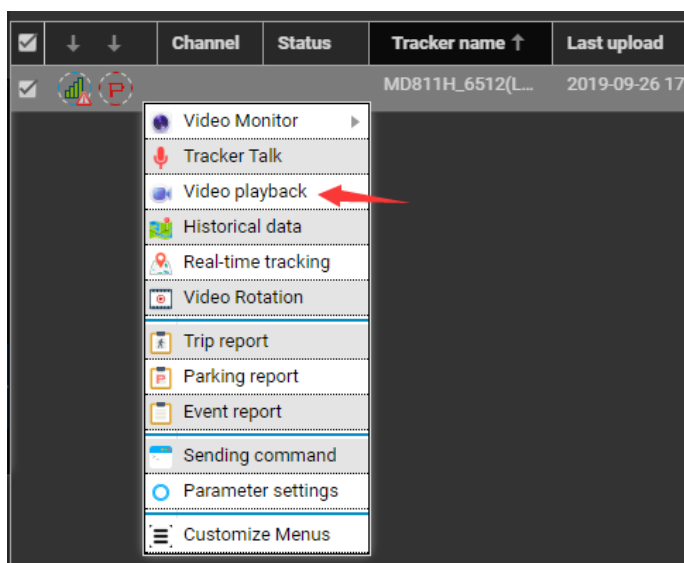 Channel Status Tracker name ↑ Last upload
P MD811H_6512(L... 2019-09-26 17
Video Monitor
Tracker Talk
Video playback
Historical data
Real-time tracking
Video Rotation
Trip report
Parking report
Event report
Sending command
Parameter settings
Customize Menus